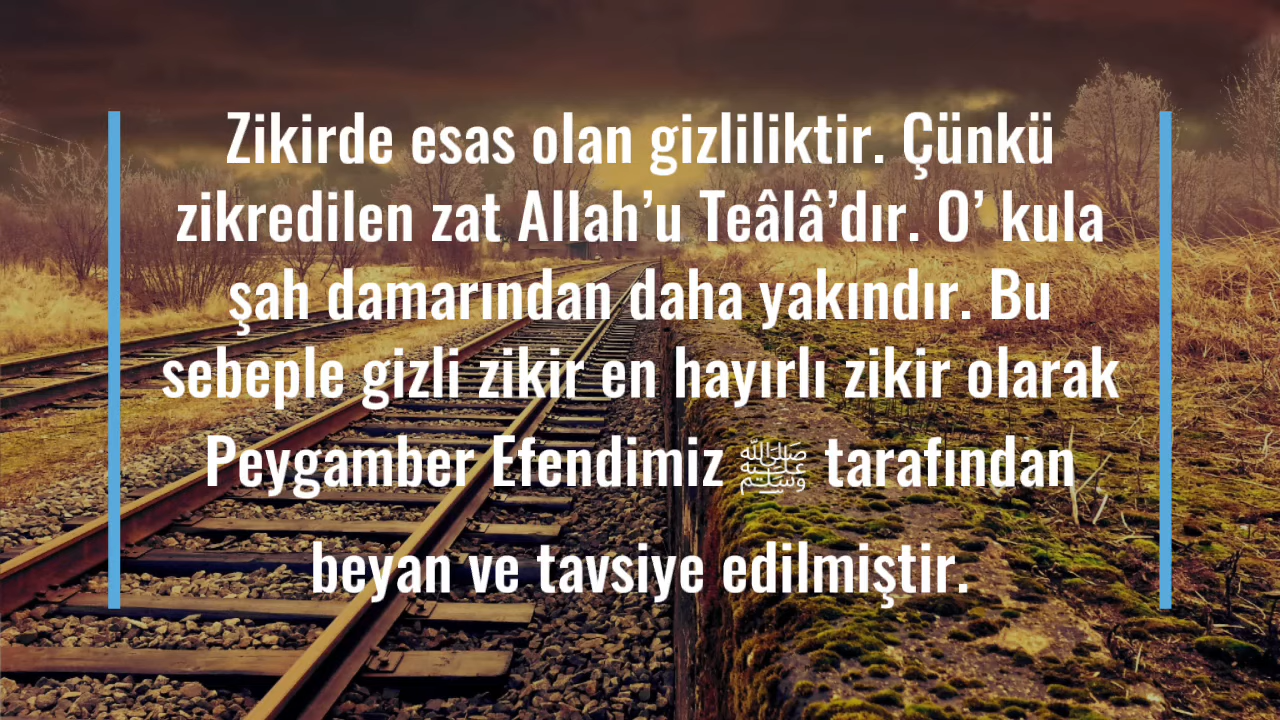 Zikirde esas olan gizliliktir. Çünkü
zikredilen zat Allah’u Teâlâ’dır. O’ kula
şah damarından daha yakındır. Bu
sebeple gizli zikir en hayırlı zikir olarak
Peygamber Efendimiz ﷺ tarafından
beyan ve tavsiye edilmiştir.